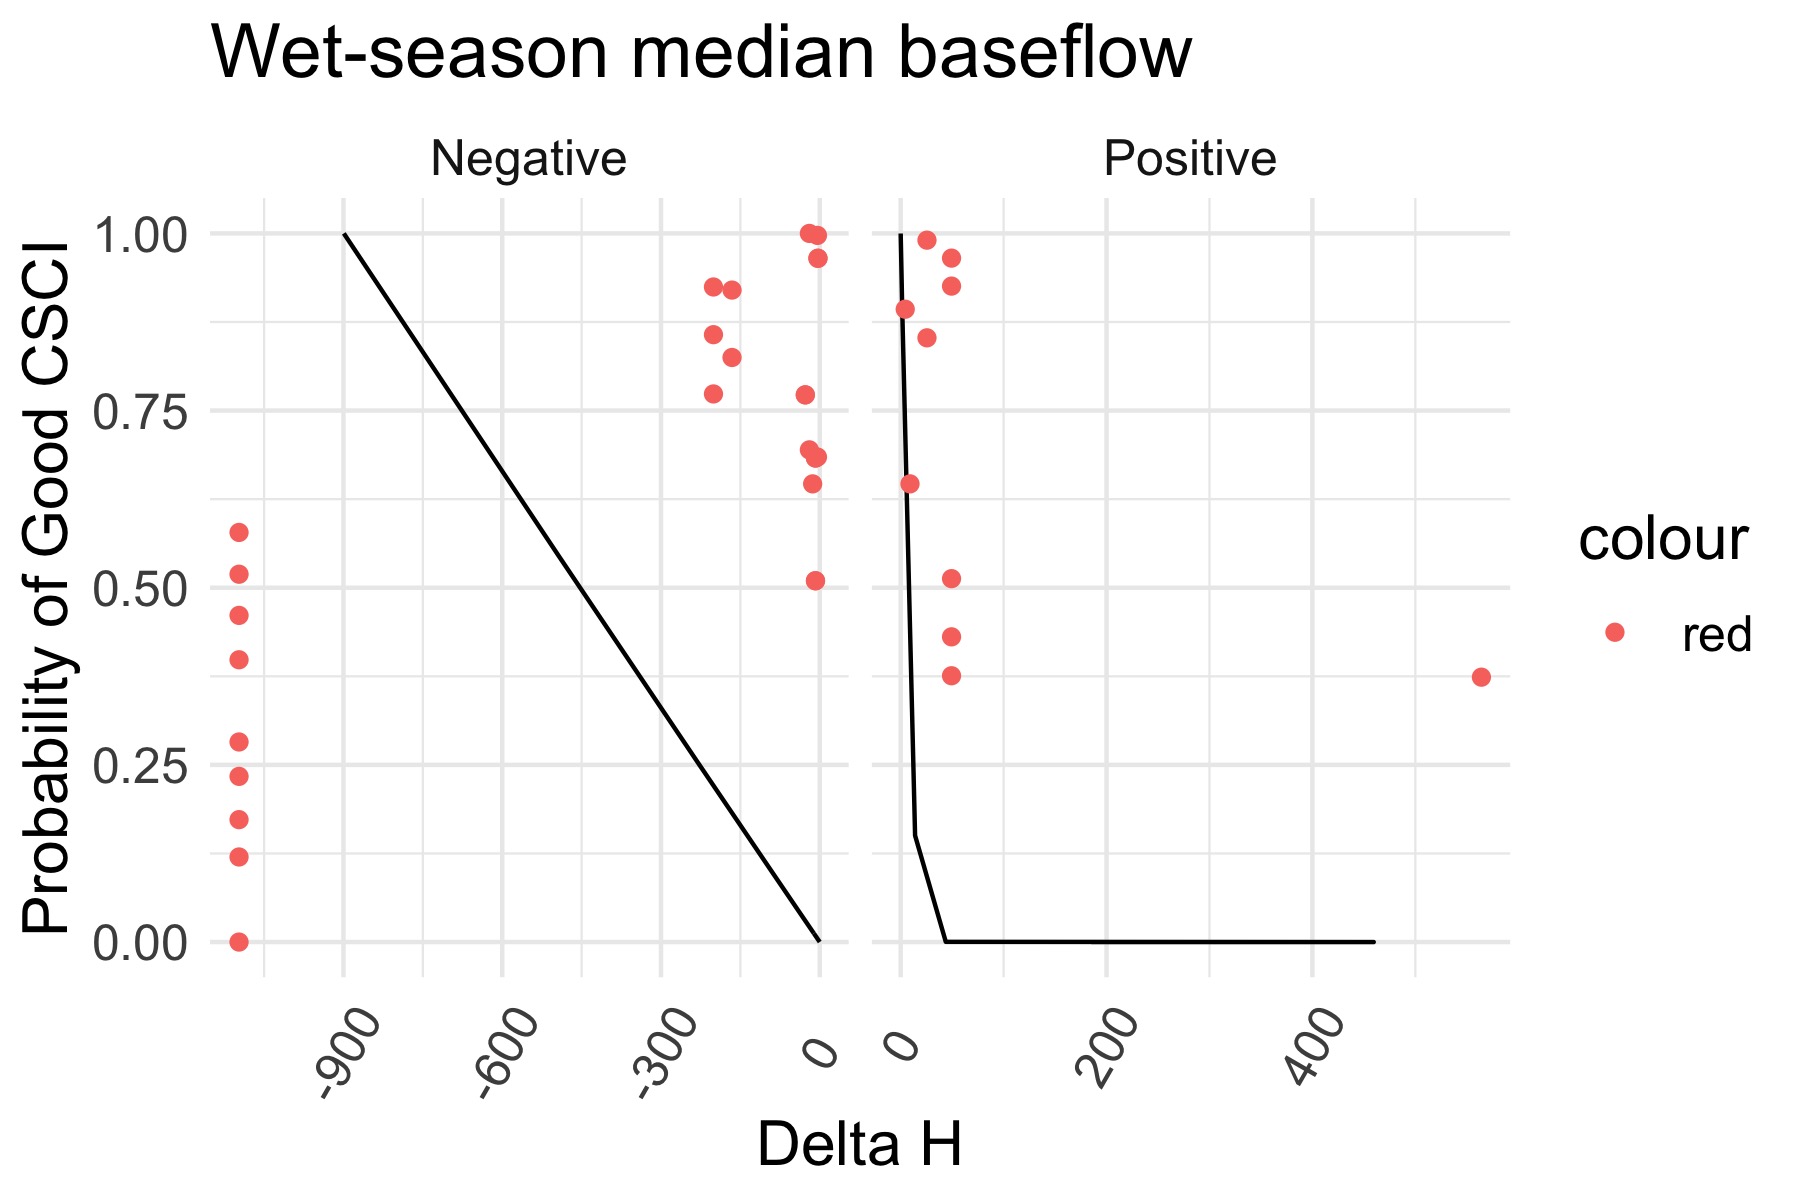 Wet-season median baseflow
Negative
Positive
Probability of Good CSCI
1.00
0.75
0.50
0.25
0.00
-900
-600
-300
0
0
200
400
Delta H
colour
red